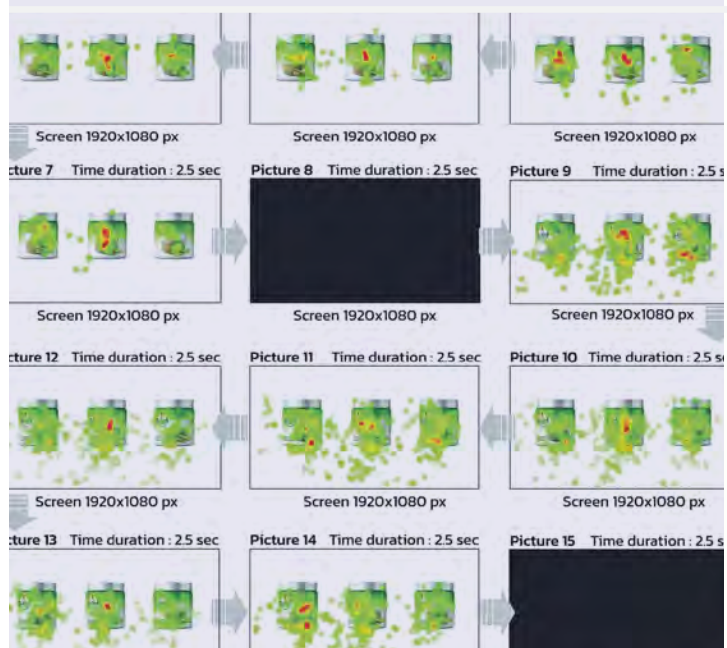 Screen 1920x1080 px Screen 1920x1080 px Screen 1920x1080 px
cture 7 Time duration : 2.5 sec Picture 8 Time duration : 2.5 sec Picture 9 Time duration : 2.5 s
Screen 1920x1080 px Screen 1920x1080 px Screen 1920x1080 px
cture 12 Time duration : 2.5 sec Picture 11 Time duration : 2.5 sec Picture 10 Time duration : 2.5 se
Screen 1920x1080 px Screen 1920x1080 px Screen 1920x1080 px
cture 13 Time duration : 2.5 sec Picture 14 Time duration : 2.5 sec Picture 15 Time duration : 2.5 s